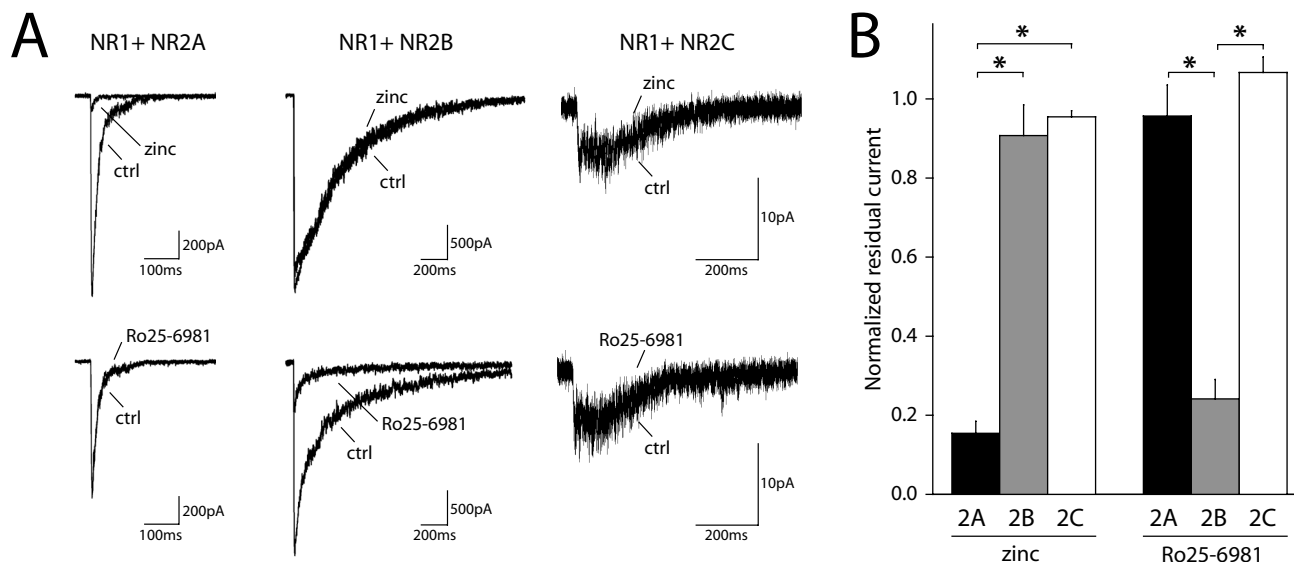 A
NR1+ NR2A
NR1+ NR2B
NR1+ NR2C
zinc
ctrl
200pA
100ms
zinc
ctrl
500pA
200ms
zinc
ctrl
10pA
200ms
Ro25-6981
ctrl
200pA
100ms
Ro25-6981
ctrl
500pA
200ms
Ro25-6981
ctrl
10pA
200ms
B
Normalized residual current
1.0
0.8
0.6
0.4
0.2
0.0
* *
* *
2A 2B 2C 2A 2B 2C
zinc Ro25-6981